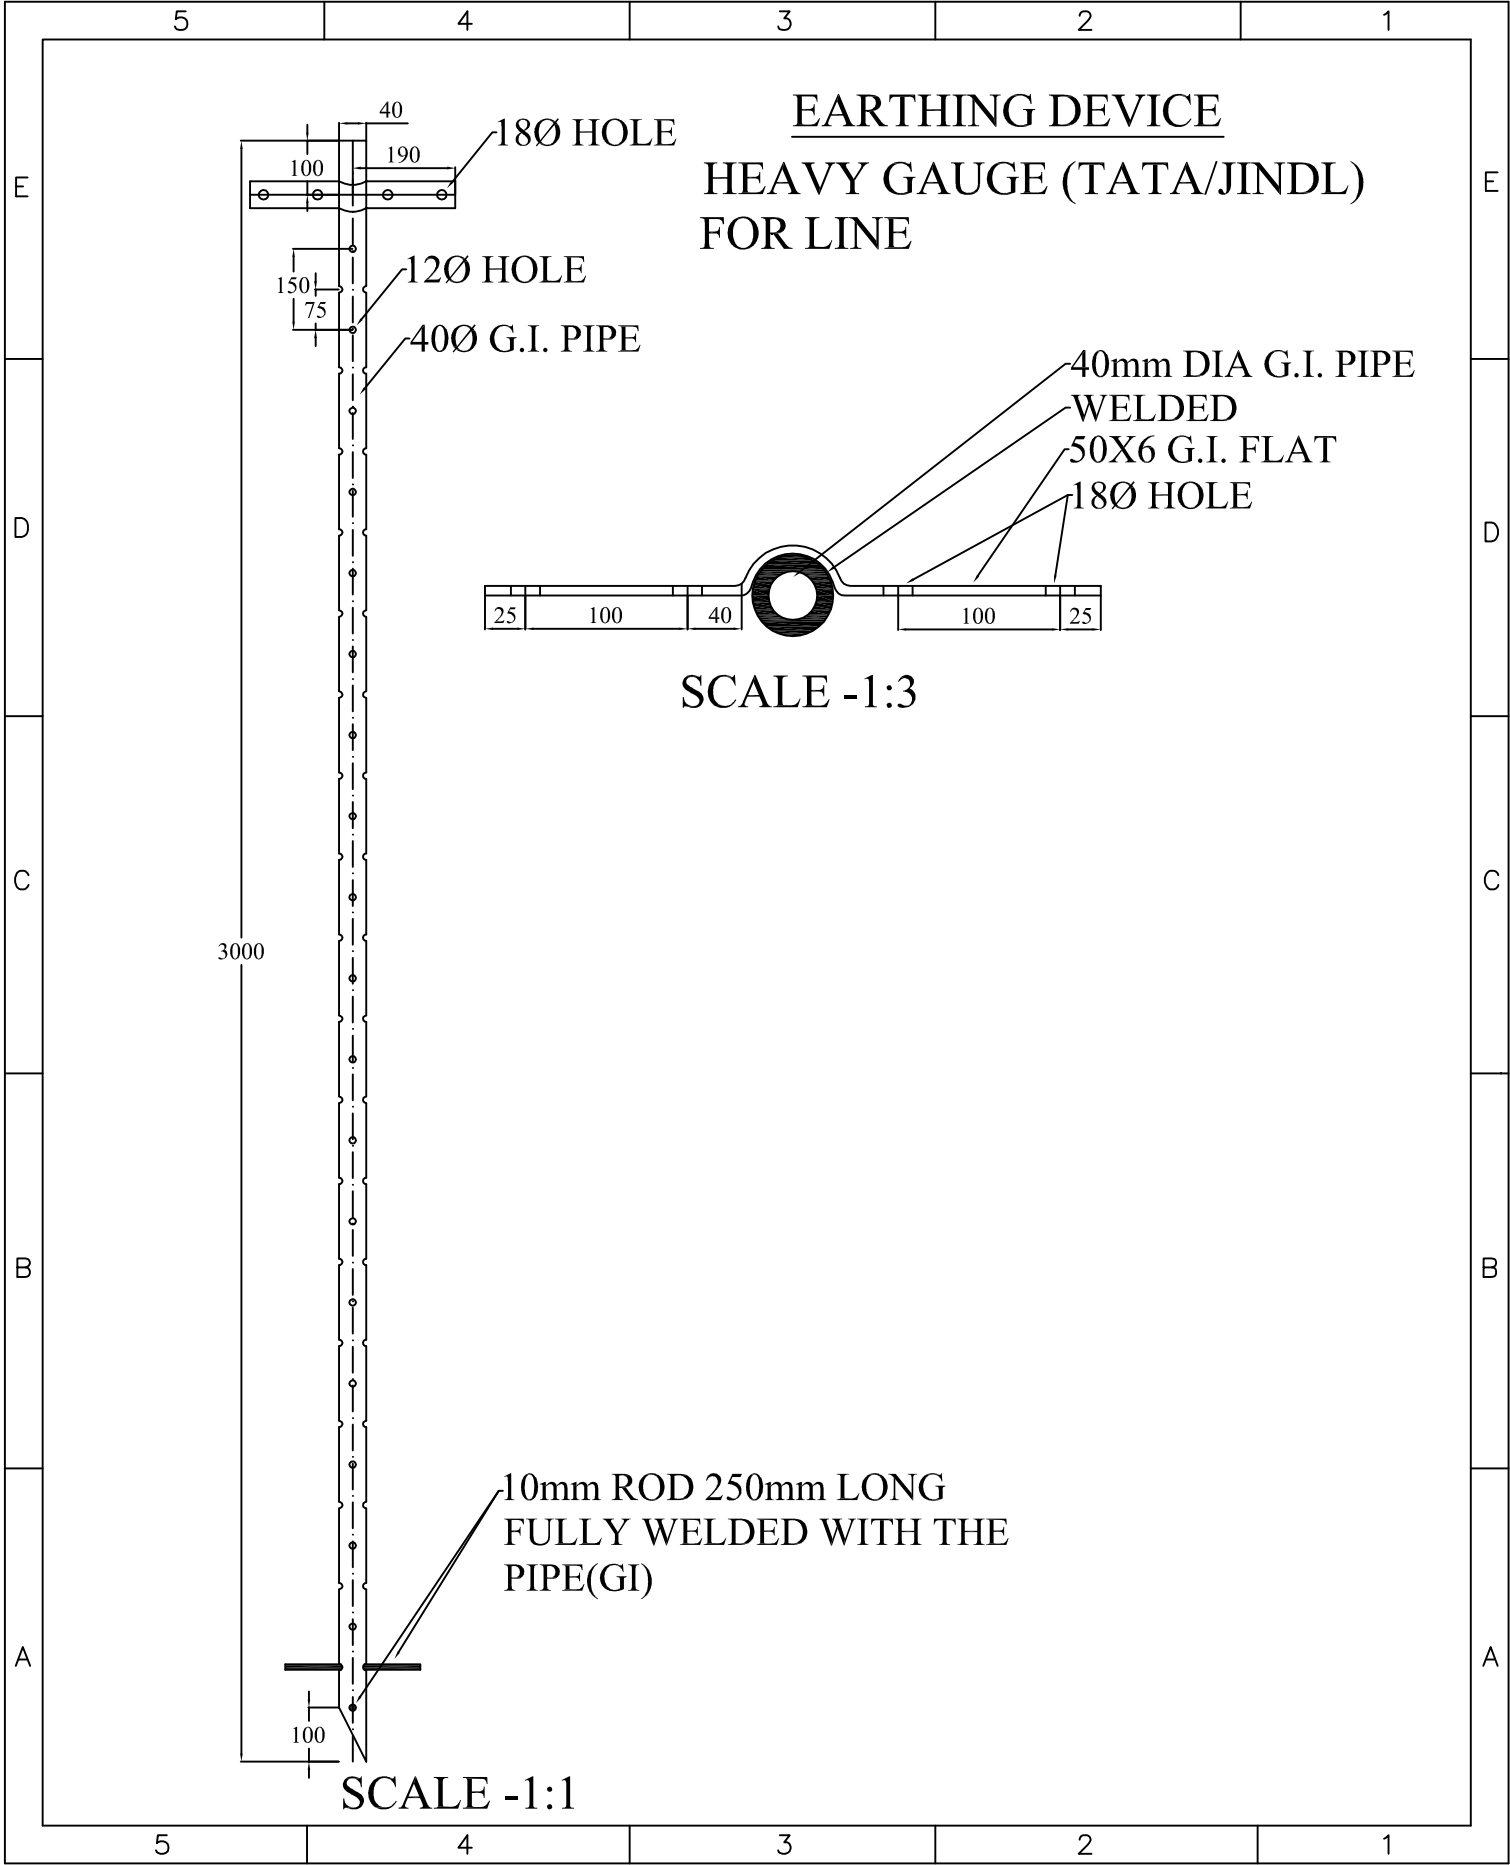 5 4 3 2 1
EARTHING DEVICE
HEAVY GAUGE (TATA/JINDL)
FOR LINE
40
18Ø HOLE
190
100
E E
150
75
12Ø HOLE
40Ø G.I. PIPE
40mm DIA G.I. PIPE
WELDED
50X6 G.I. FLAT
18Ø HOLE
D D
25 100 40 100 25
SCALE -1:3
C C
3000
B B
10mm ROD 250mm LONG
FULLY WELDED WITH THE
PIPE(GI)
A A
100
SCALE -1:1
5 4 3 2 1